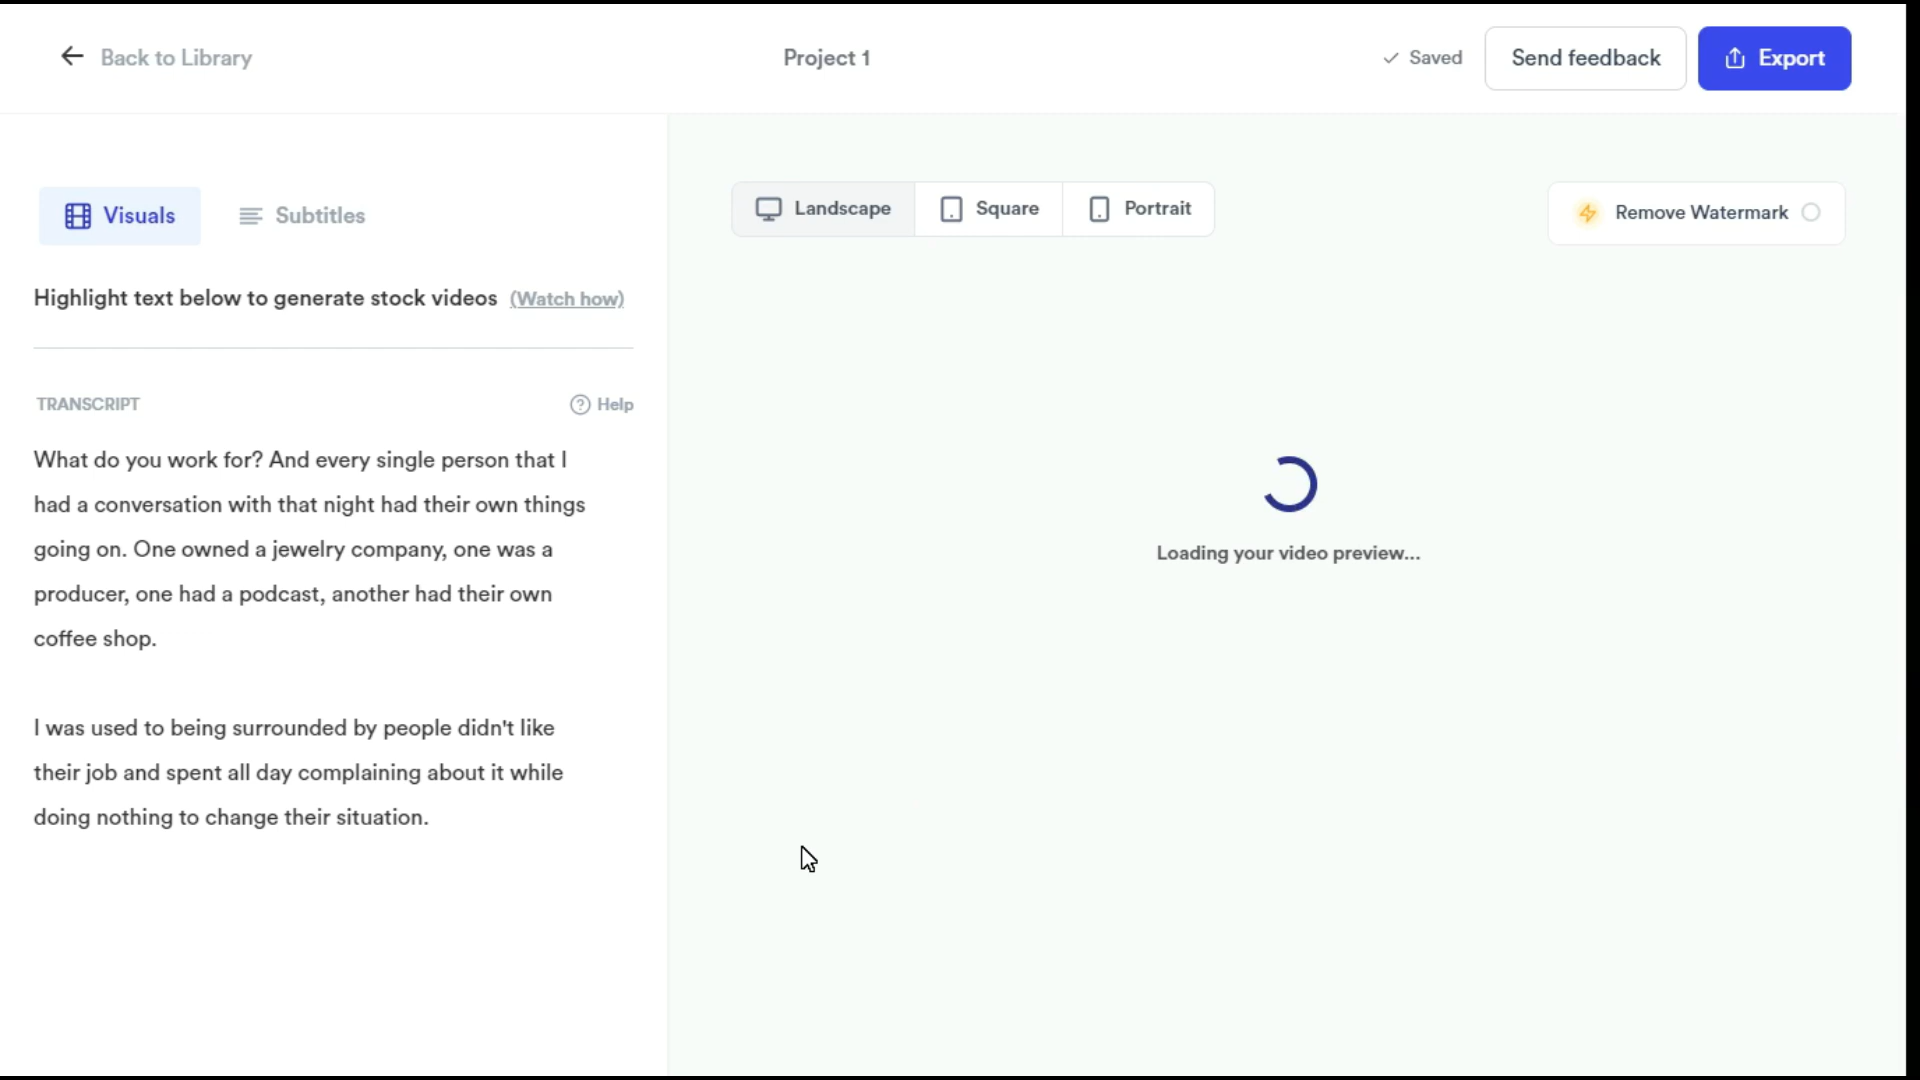 Back to Library
Project 1
Saved
Send feedback
Export
Visuals
Subtitles
Landscape
Square
Portrait
Remove Watermark
Highlight text below to generate stock videos (Watch how)
TRANSCRIPT
Help
What do you work for? And every single person that I
had a conversation with that night had their own things
going on. One owned a jewelry company, one was a
producer, one had a podcast, another had their own
coffee shop.
I was used to being surrounded by people didn't like
their job and spent all day complaining about it while
doing nothing to change their situation.
Loading your video preview...